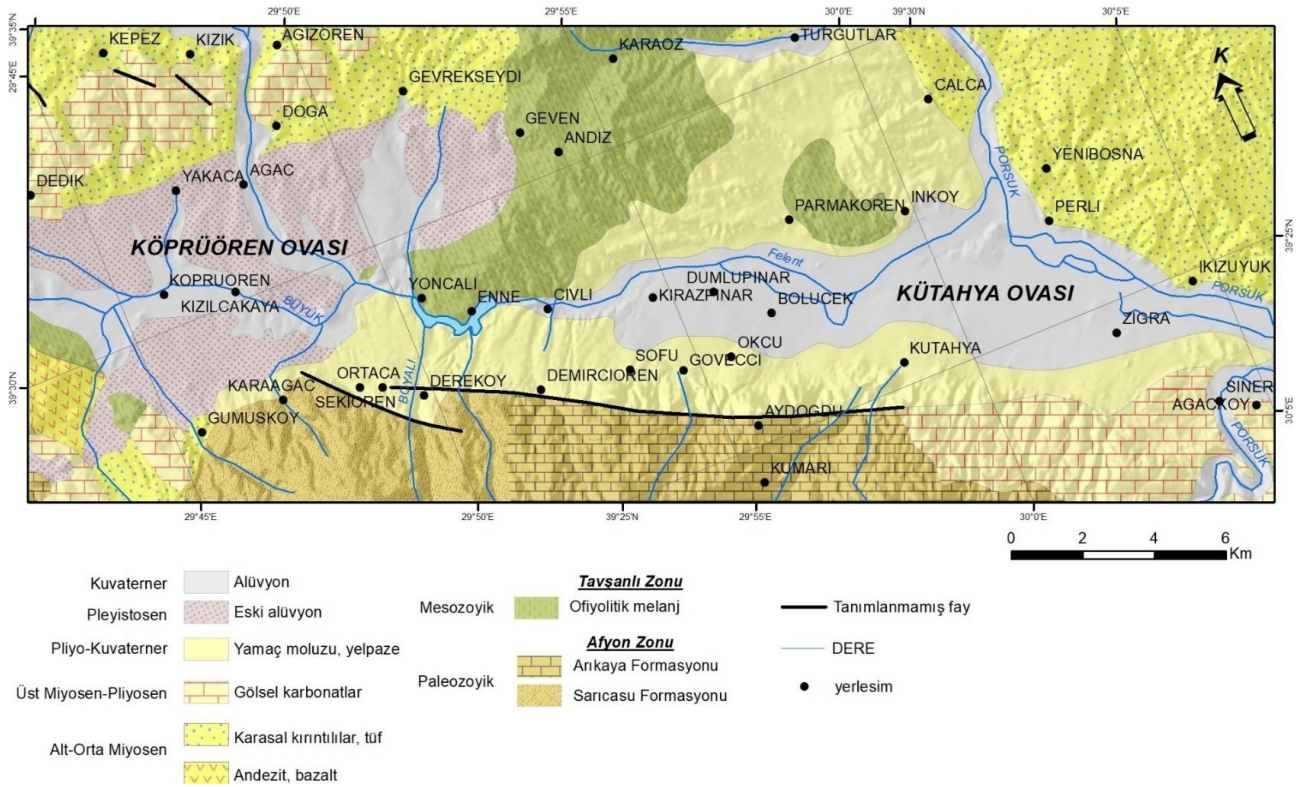 29°50'E
29°55'E
30°0'E
39°30'N
30°5'E
39°35'N
29°45'E
39°30'N
39°25'N
30°5'E
KEPEZ
KIZIK
AGIZOREN
KARAOZ
TURGUTLAR
K
GEVREKSEYDI
CALCA
DOGA
GEVEN
ANDIZ
PORSUK
YENIBOSNA
DEDIK
YAKACA
AGAC
PARMAKOREN
INKOY
PERLI
KÖPRÜÖREN OVASI
Felent
IKIZUYUK
KOPRUOREN
KIZILCAKAYA
BÜYÜK
YONCALI
ENNE
CIVLI
DUMLUPINAR
KIRAZPINAR
BOLUCEK
KÜTAHYA OVASI
PORSUK
ZIGRA
OKCU
KUTAHYA
SOFU
GOVECCI
KARAAGAC
ORTACA
SEKIOREN
BOYALI
DEREKOY
DEMIRCIOREN
SINER
AGACKOY
GUMUSKOY
AYDOGDU
PORSUK
KUMARI
29°45'E
29°50'E
39°25'N
29°55'E
30°0'E
0 2 4 6
Km
Kuvaterner Alüvyon
Pleyistosen Eski alüvyon
Pliyo-Kuvaterner Yamaç moluzu, yelpaze
Üst Miyosen-Pliyosen Gölsel karbonatlar
Alt-Orta Miyosen
Karasal kırıntılılar, tüf
Andezit, bazalt
Tavşanlı Zonu
Mesozoyik Ofiyolitik melanj
Afyon Zonu
Paleozoyik
Arıkaya Formasyonu
Sarıcasu Formasyonu
Tanımlanmamış fay
DERE
yerlesim